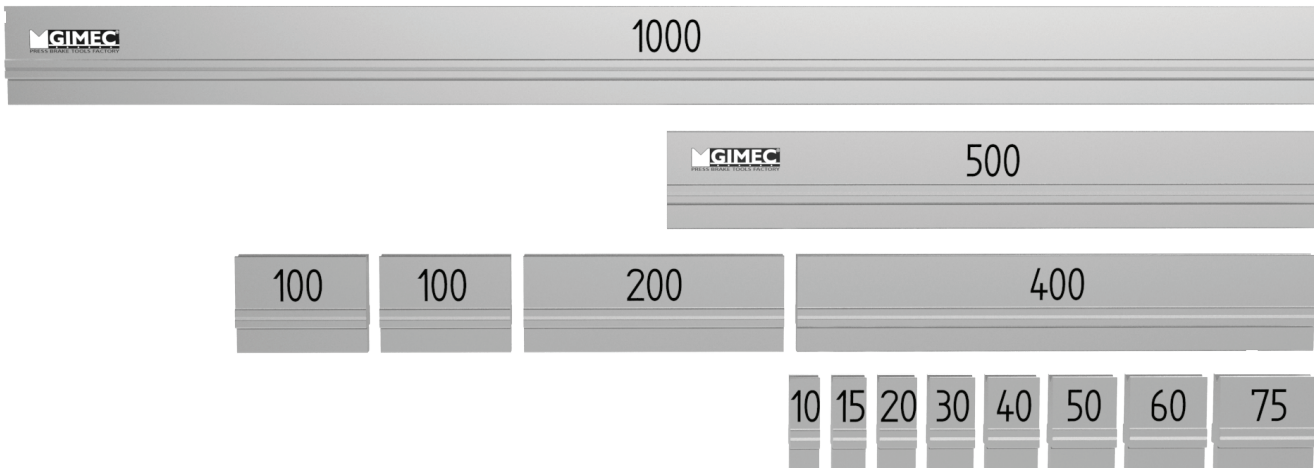 GIMEC
PRESS BRAKE TOOLS FACTORY
1000
GIMEC
PRESS BRAKE TOOLS FACTORY
500
100 100 200 400
10 15 20 30 40 50 60 75